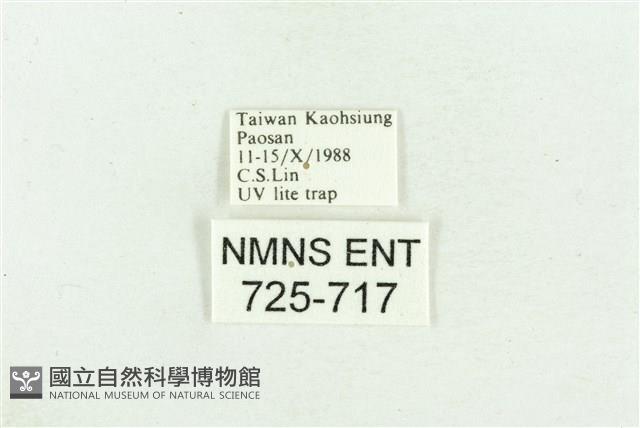 Taiwan Kaohsiung
Paosan
11-15/X/1988
C.S.Lin
UV lite trap
NMNS ENT
725-717
國立自然科學博物館
NATIONAL MUSEUM OF NATURAL SCIENCE